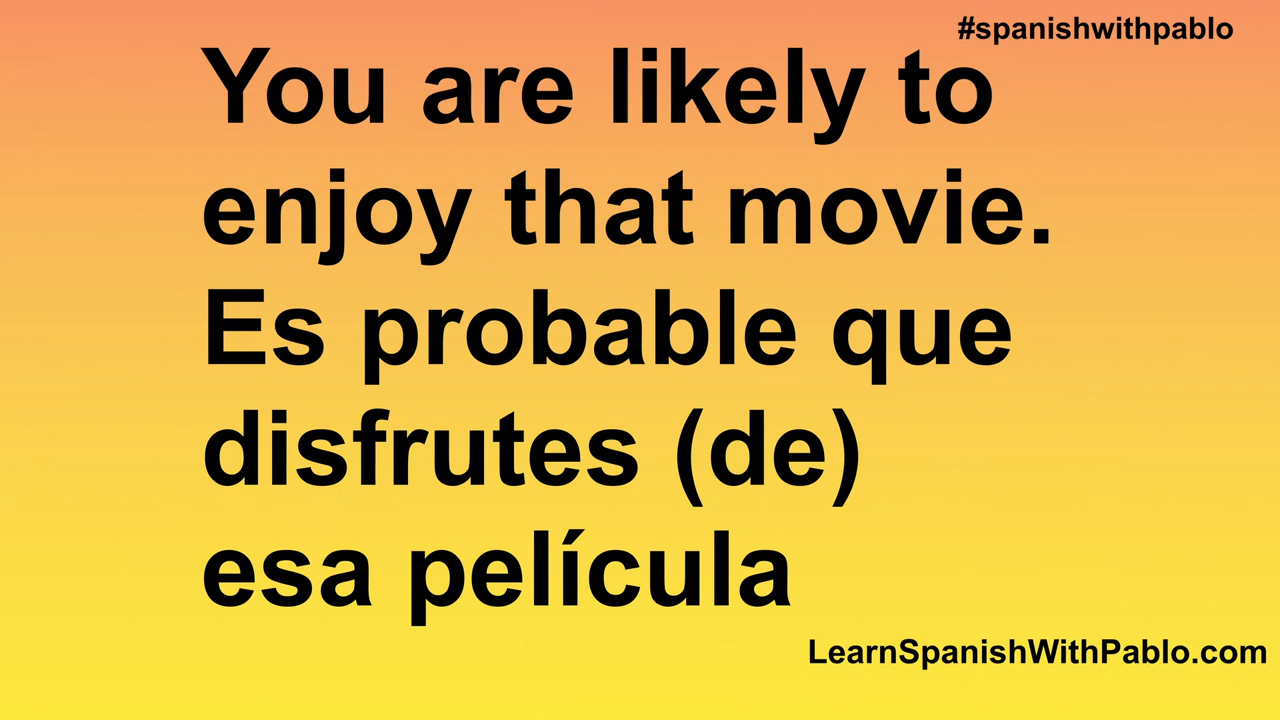 #spanishwithpablo
You are likely to
enjoy that movie.
Es probable que
disfrutes (de)
esa película
LearnSpanishWithPablo.com